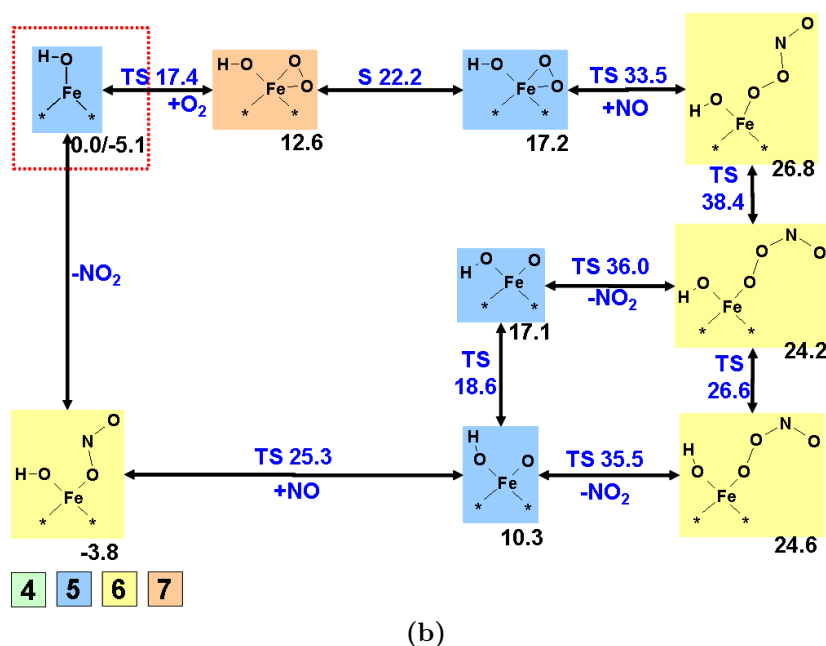 H-O
Fe
* *
0.0/-5.1
TS 17.4
+O2
HO
O
O
Fe
* *
12.6
S 22.2
HO
O
O
Fe
* *
17.2
TS 33.5
+NO
O
N
O
O
H O
Fe
* *
26.8
TS
38.4
-NO2
H O
O
Fe
* *
17.1
TS 36.0
-NO2
O
N
O
O
H O
Fe
* *
24.2
TS
18.6
TS
26.6
O
N
O
H-O
Fe
* *
-3.8
TS 25.3
+NO
H
O
O
Fe
* *
10.3
TS 35.5
-NO2
N
O
O
O
H
O
Fe
* *
24.6
4 5 6 7
(b)